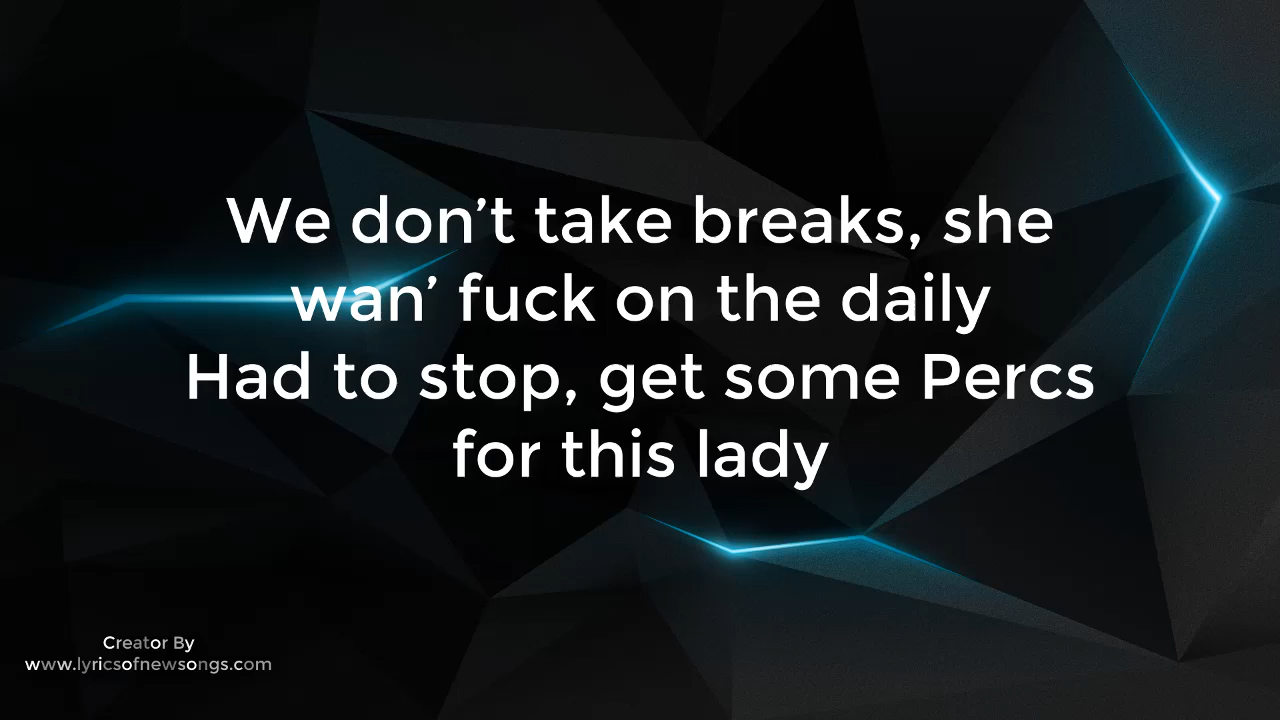 We don’t take breaks, she
wan’ fuck on the daily
Had to stop, get some Percs
for this lady
Creator By
www.lyricsofnewsongs.com